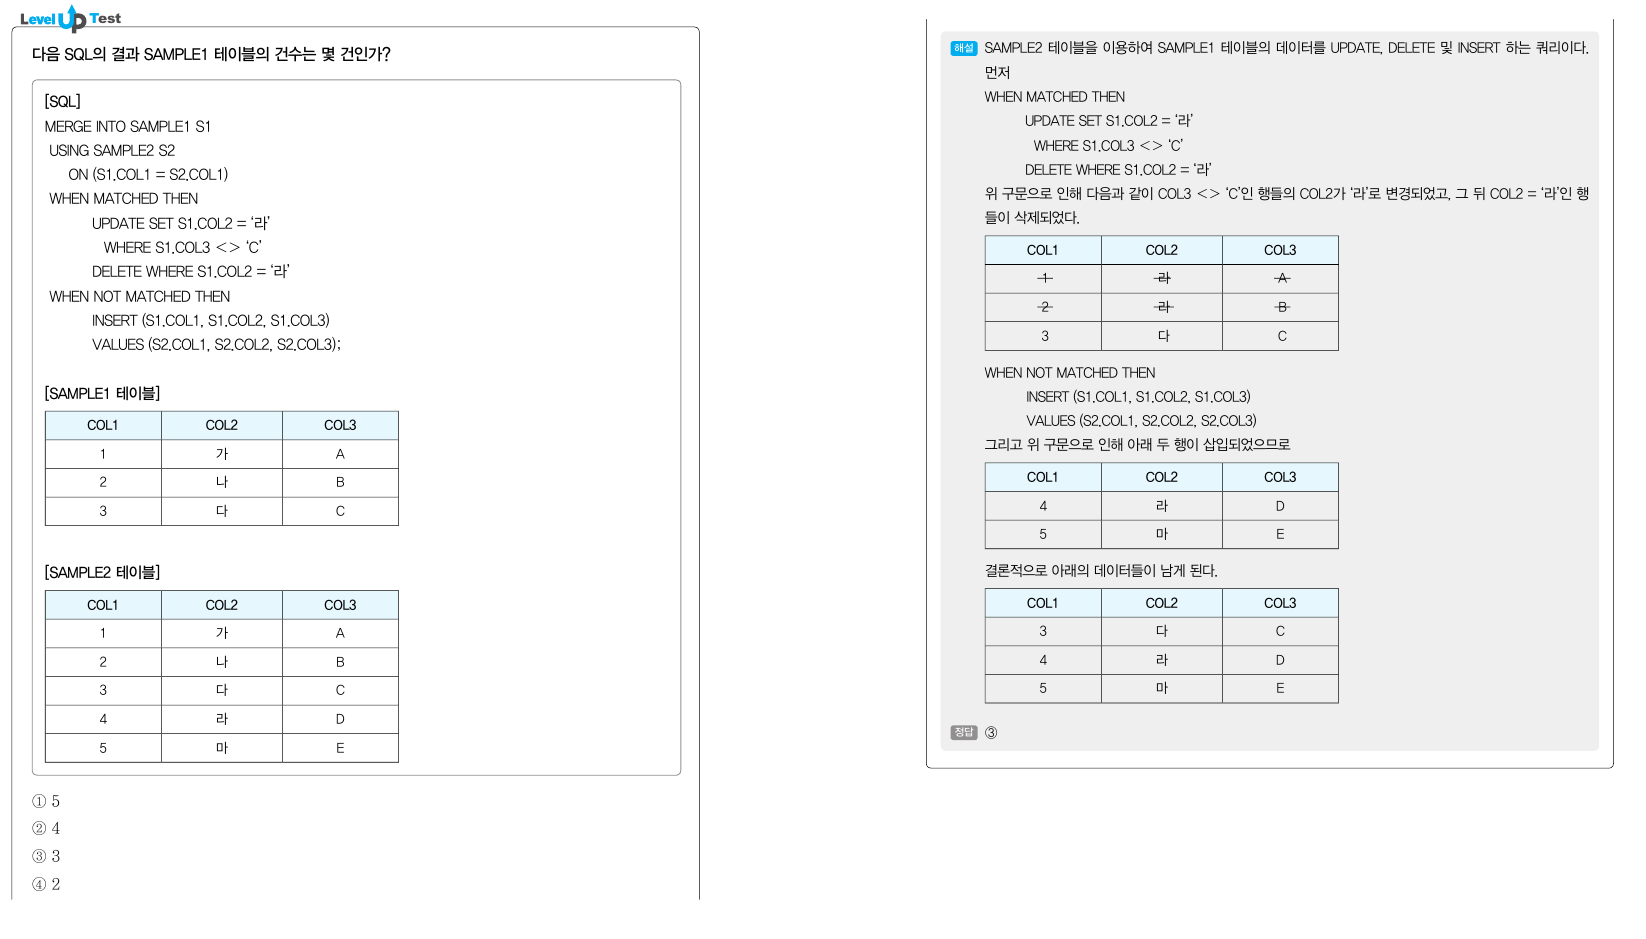 Level UP Test
다음 SQL의 결과 SAMPLE1 테이블의 건수는 몇 건인가?
[SQL]
MERGE INTO SAMPLE1 S1
USING SAMPLE2 S2
ON (S1.COL1 = S2.COL1)
WHEN MATCHED THEN
UPDATE SET S1.COL2 = ‘라’
WHERE S1.COL3 <> ‘C’
DELETE WHERE S1.COL2 = ‘라’
WHEN NOT MATCHED THEN
INSERT (S1.COL1, S1.COL2, S1.COL3)
VALUES (S2.COL1, S2.COL2, S2.COL3);
[SAMPLE1 테이블]
COL1 COL2 COL3
1 가 A
2 나 B
3 다 C
[SAMPLE2 테이블]
COL1 COL2 COL3
1 가 A
2 나 B
3 다 C
4 라 D
5 마 E
① 5
② 4
③ 3
④ 2
해설 SAMPLE2 테이블을 이용하여 SAMPLE1 테이블의 데이터를 UPDATE, DELETE 및 INSERT 하는 쿼리이다.
먼저
WHEN MATCHED THEN
UPDATE SET S1.COL2 = ‘라’
WHERE S1.COL3 <> ‘C’
DELETE WHERE S1.COL2 = ‘라’
위 구문으로 인해 다음과 같이 COL3 <> ‘C’인 행들의 COL2가 ‘라’로 변경되었고, 그 뒤 COL2 = ‘라’인 행
들이 삭제되었다.
COL1 COL2 COL3
1 라 A
2 라 B
3 다 C
WHEN NOT MATCHED THEN
INSERT (S1.COL1, S1.COL2, S1.COL3)
VALUES (S2.COL1, S2.COL2, S2.COL3)
그리고 위 구문으로 인해 아래 두 행이 삽입되었으므로
COL1 COL2 COL3
4 라 D
5 마 E
결론적으로 아래의 데이터들이 남게 된다.
COL1 COL2 COL3
3 다 C
4 라 D
5 마 E
정답 ③